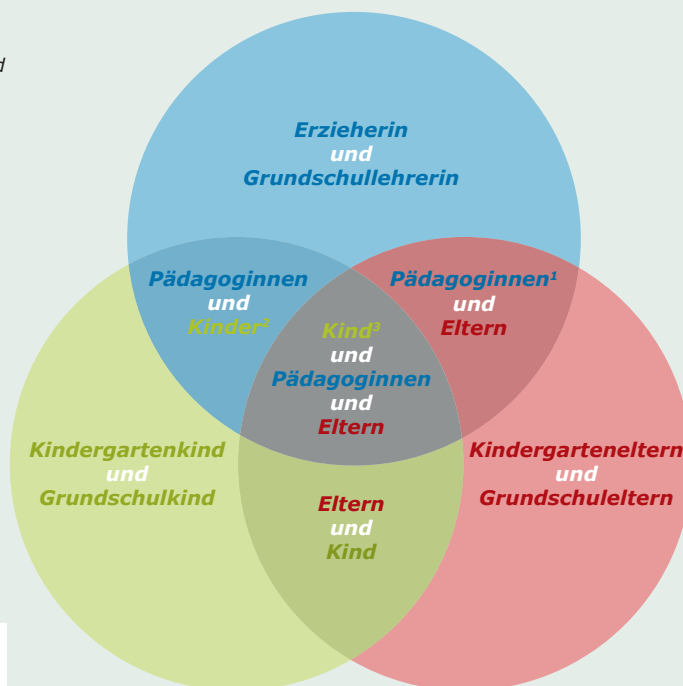 d
Erzieherin
und
Grundschullehrerin
Pädagoginnen
und
Kinder²
Pädagoginnen¹
und
Eltern
Kind³
und
Pädagoginnen
und
Eltern
Kindergartenkind
und
Grundschulkind
Kindergarteneltern
und
Grundschuleltern
Eltern
und
Kind